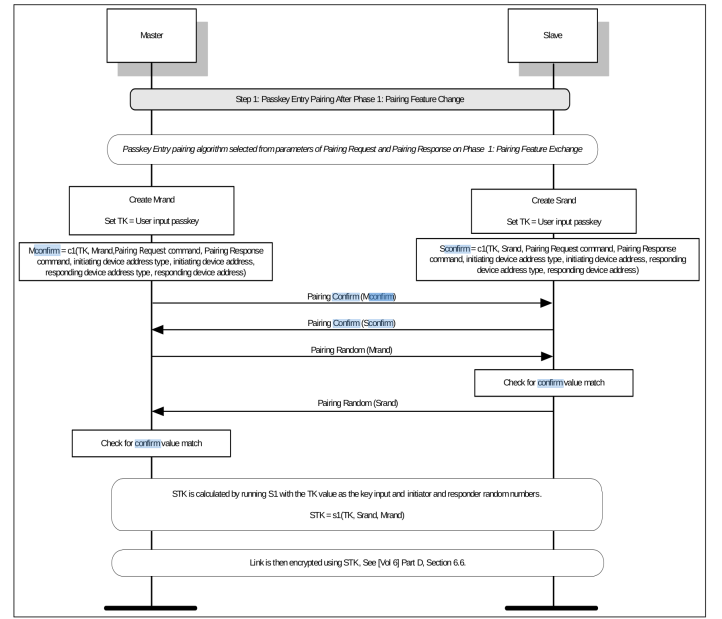 Master
Slave
Step 1: Passkey Entry Pairing After Phase 1: Pairing Feature Change
Passkey Entry pairing algorithm selected from parameters of Pairing Request and Pairing Response on Phase 1: Pairing Feature Exchange
Create Mrand
Set TK = User input passkey
Create Srand
Set TK = User input passkey
Mconfirm = c1(TK, Mrand,Pairing Request command, Pairing Response
command, initiating device address type, initiating device address,
responding device address type, responding device address)
Sconfirm = c1(TK, Srand, Pairing Request command, Pairing Response
command, initiating device address type, initiating device address, responding
device address type, responding device address)
Pairing Confirm (Mconfirm)
Pairing Confirm (Sconfirm)
Pairing Random (Mrand)
Check for confirm value match
Pairing Random (Srand)
Check for confirm value match
STK is calculated by running S1 with the TK value as the key input and initiator and responder random numbers.
STK = s1(TK, Srand, Mrand)
Link is then encrypted using STK, See [Vol 6] Part D, Section 6.6.